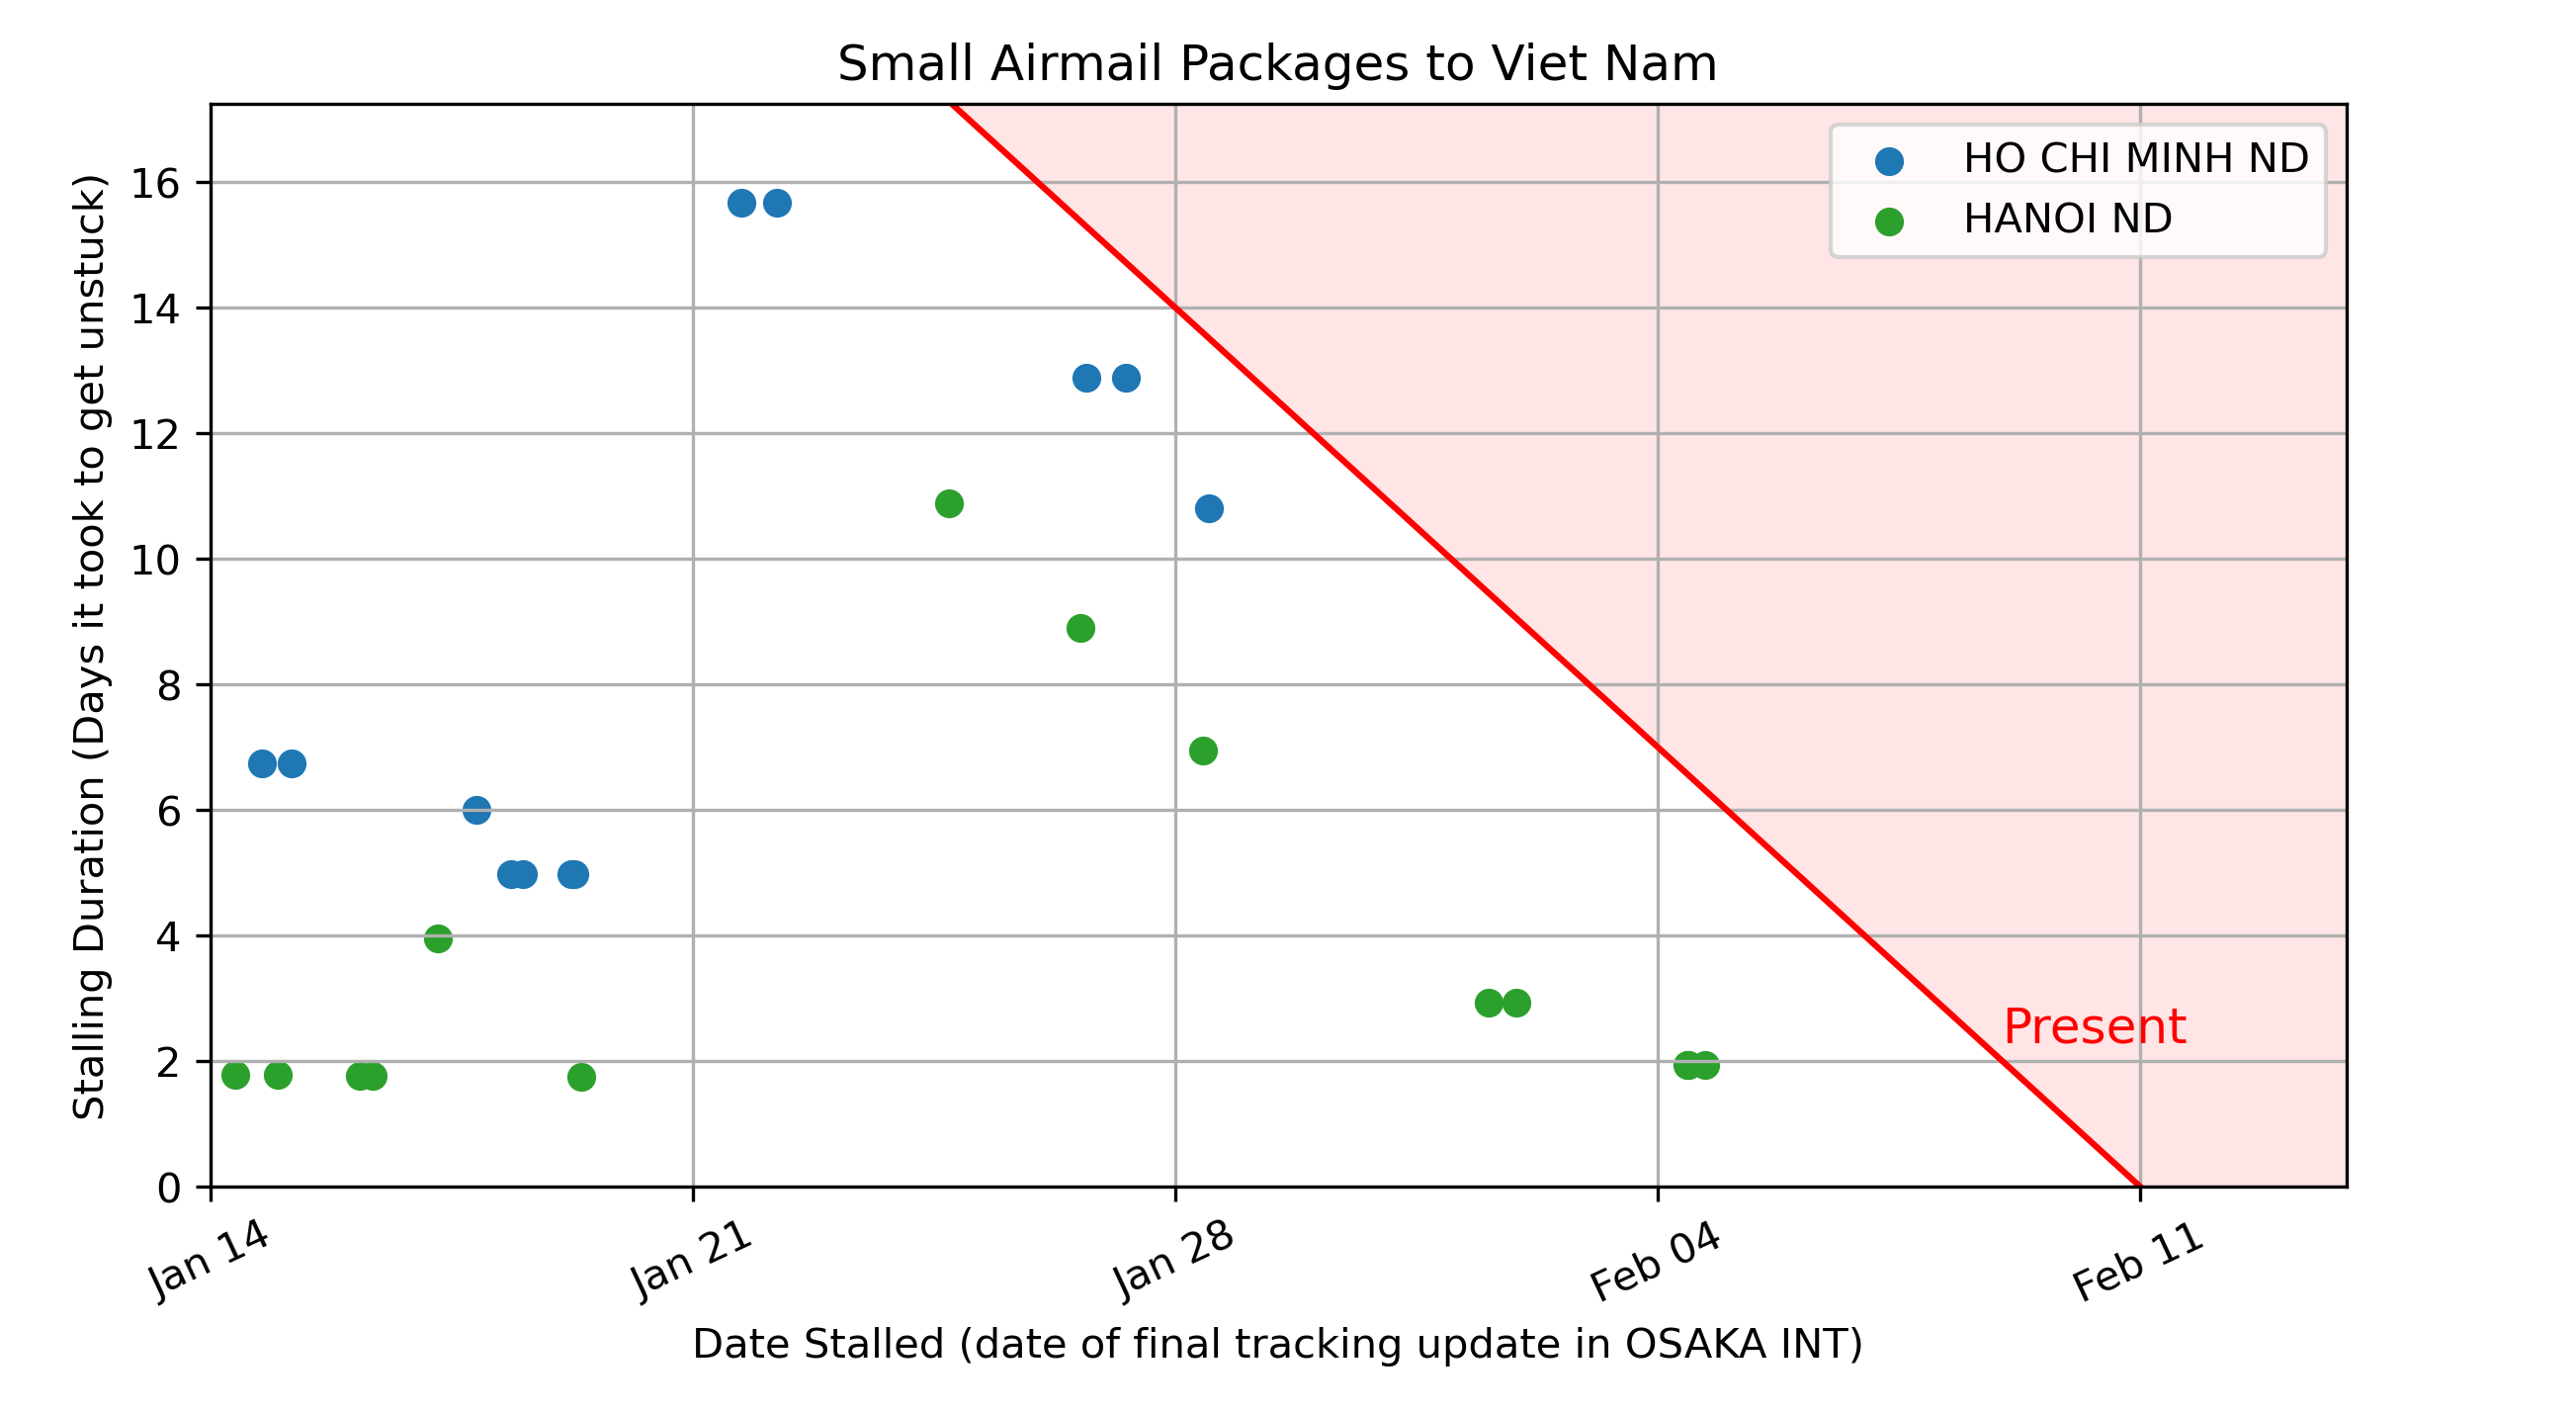 Small Airmail Packages to Viet Nam
HO CHI MINH ND
HANOI ND
Stalling Duration (Days it took to get unstuck)
16
14
12
10
8
6
4
2
0
Present
Jan 14
Jan 21
Jan 28
Feb 04
Feb 11
Date Stalled (date of final tracking update in OSAKA INT)